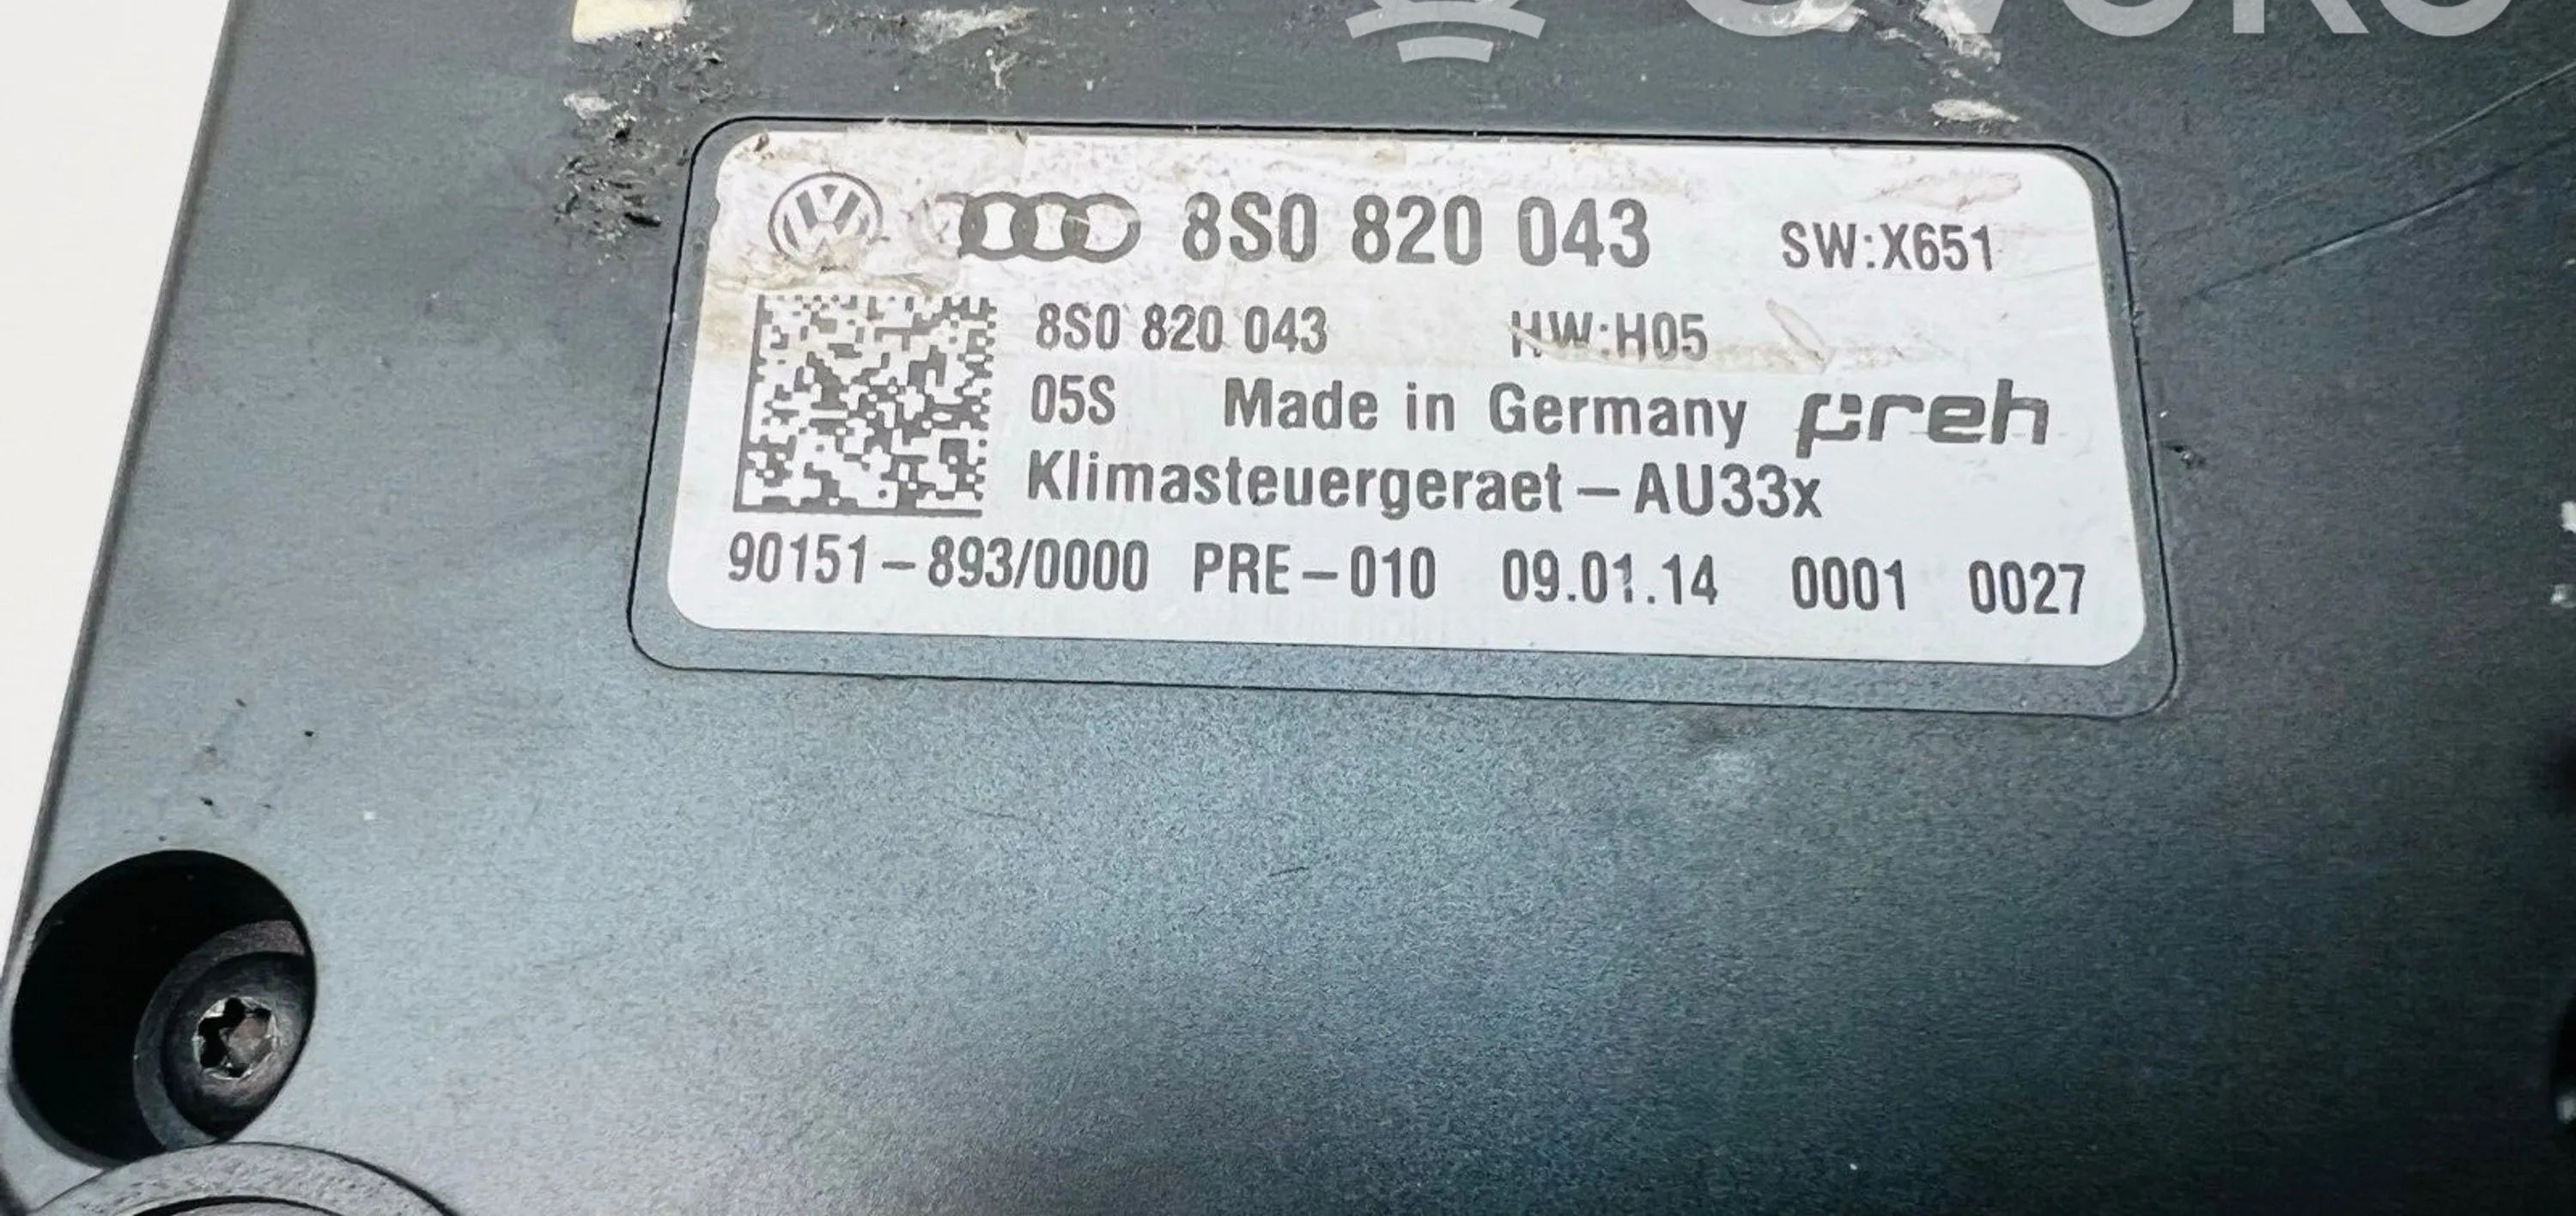 8S0 820 043 SW:X651
8S0 820 043 HW:H05
05S Made in Germany preh
Klimasteuergeraet – AU33x
90151 – 893/0000 PRE – 010 09.01.14 0001 0027